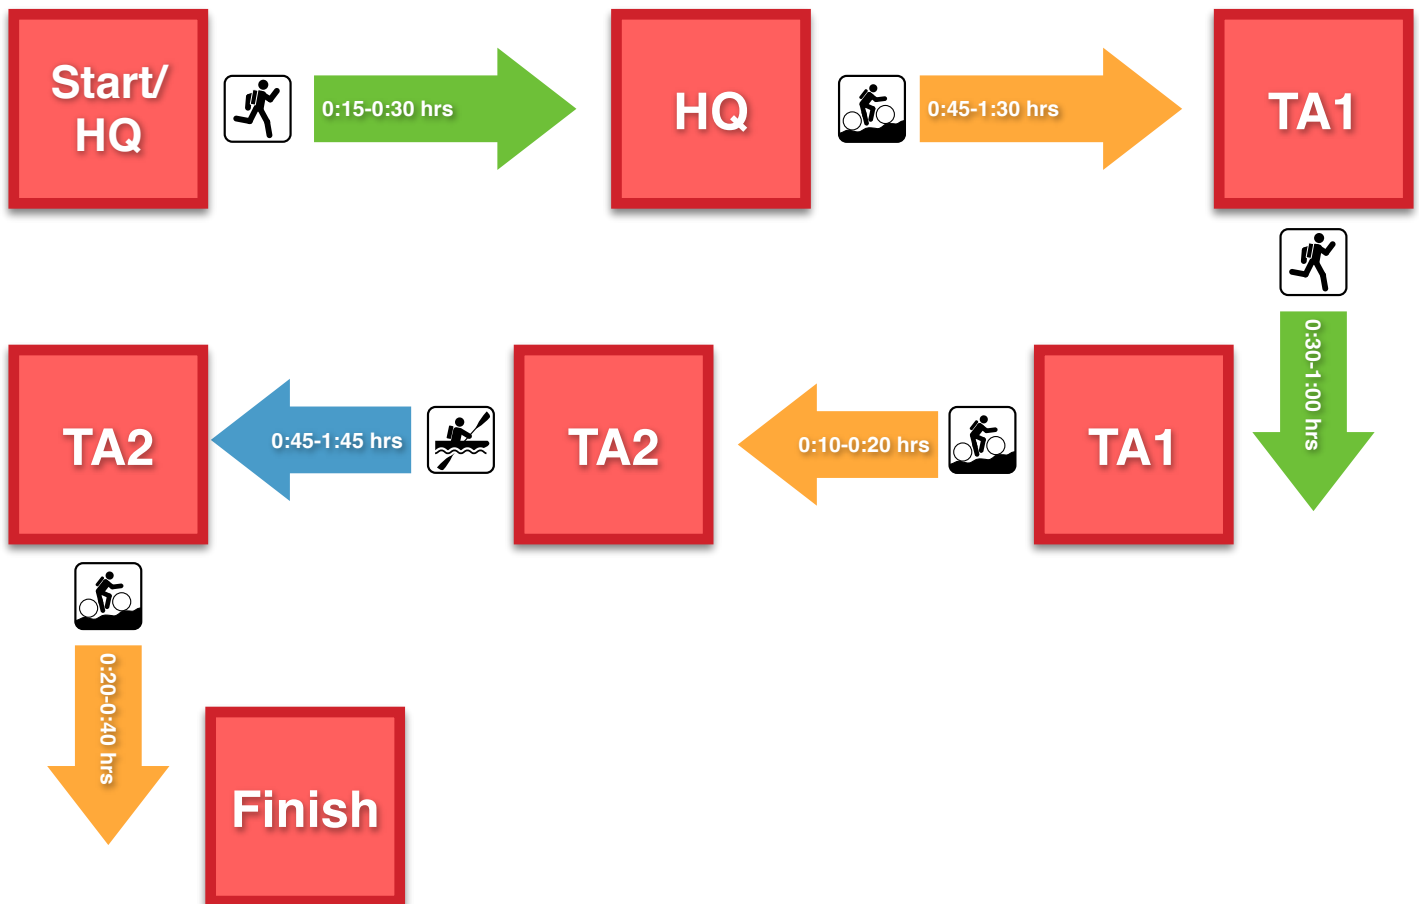 Start/
HQ
0:15-0:30 hrs
HQ
0:45-1:30 hrs
TA1
0:30-1:00 hrs
TA1
0:10-0:20 hrs
TA2
0:45-1:45 hrs
TA2
0:20-0:40 hrs
Finish